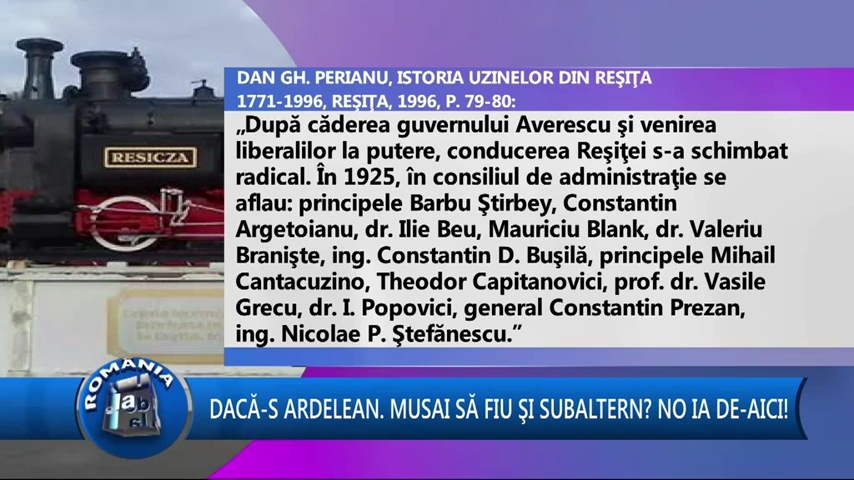 DAN GH. PERIANU, ISTORIA UZINELOR DIN REŞIŢA
1771-1996, REŞIŢA, 1996, P. 79-80:
„După căderea guvernului Averescu şi venirea
liberalilor la putere, conducerea Reşiţei s-a schimbat
radical. În 1925, în consiliul de administraţie se
aflau: principele Barbu Ştirbey, Constantin
Argetoianu, dr. Ilie Beu, Mauriciu Blank, dr. Valeriu
Branişte, ing. Constantin D. Buşilă, principele Mihail
Cantacuzino, Theodor Capitanovici, prof. dr. Vasile
Grecu, dr. I. Popovici, general Constantin Prezan,
ing. Nicolae P. Ştefănescu.”
RESICZA
ROMANIA
DACĂ-S ARDELEAN. MUSAI SĂ FIU ŞI SUBALTERN? NO IA DE-AICI!